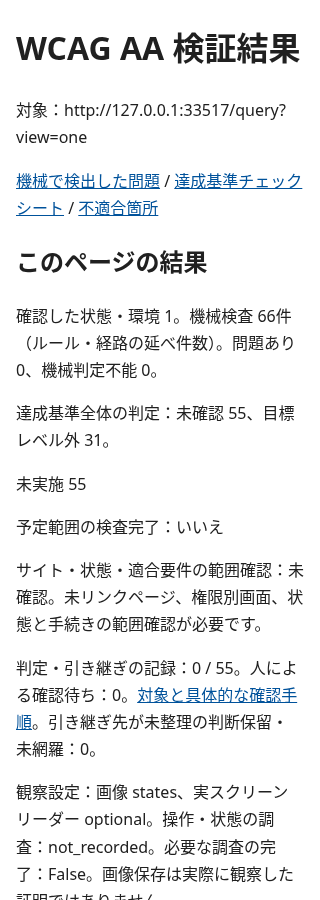 WCAG AA 検証結果
対象：http://127.0.0.1:33517/query?
view=one
機械で検出した問題 / 達成基準チェック
シート / 不適合箇所
このページの結果
確認した状態・環境 1。機械検査 66件
（ルール・経路の延べ件数）。問題あり
0、機械判定不能 0。
達成基準全体の判定：未確認 55、目標
レベル外 31。
未実施 55
予定範囲の検査完了：いいえ
サイト・状態・適合要件の範囲確認：未
確認。未リンクページ、権限別画面、状
態と手続きの範囲確認が必要です。
判定・引き継ぎの記録：0 / 55。人によ
る確認待ち：0。対象と具体的な確認手
順。引き継ぎ先が未整理の判断保留・
未網羅：0。
観察設定：画像 states、実スクリーン
リーダー optional。操作・状態の調
査：not_recorded。必要な調査の完
了：False。画像保存は実際に観察した
証明ではありません